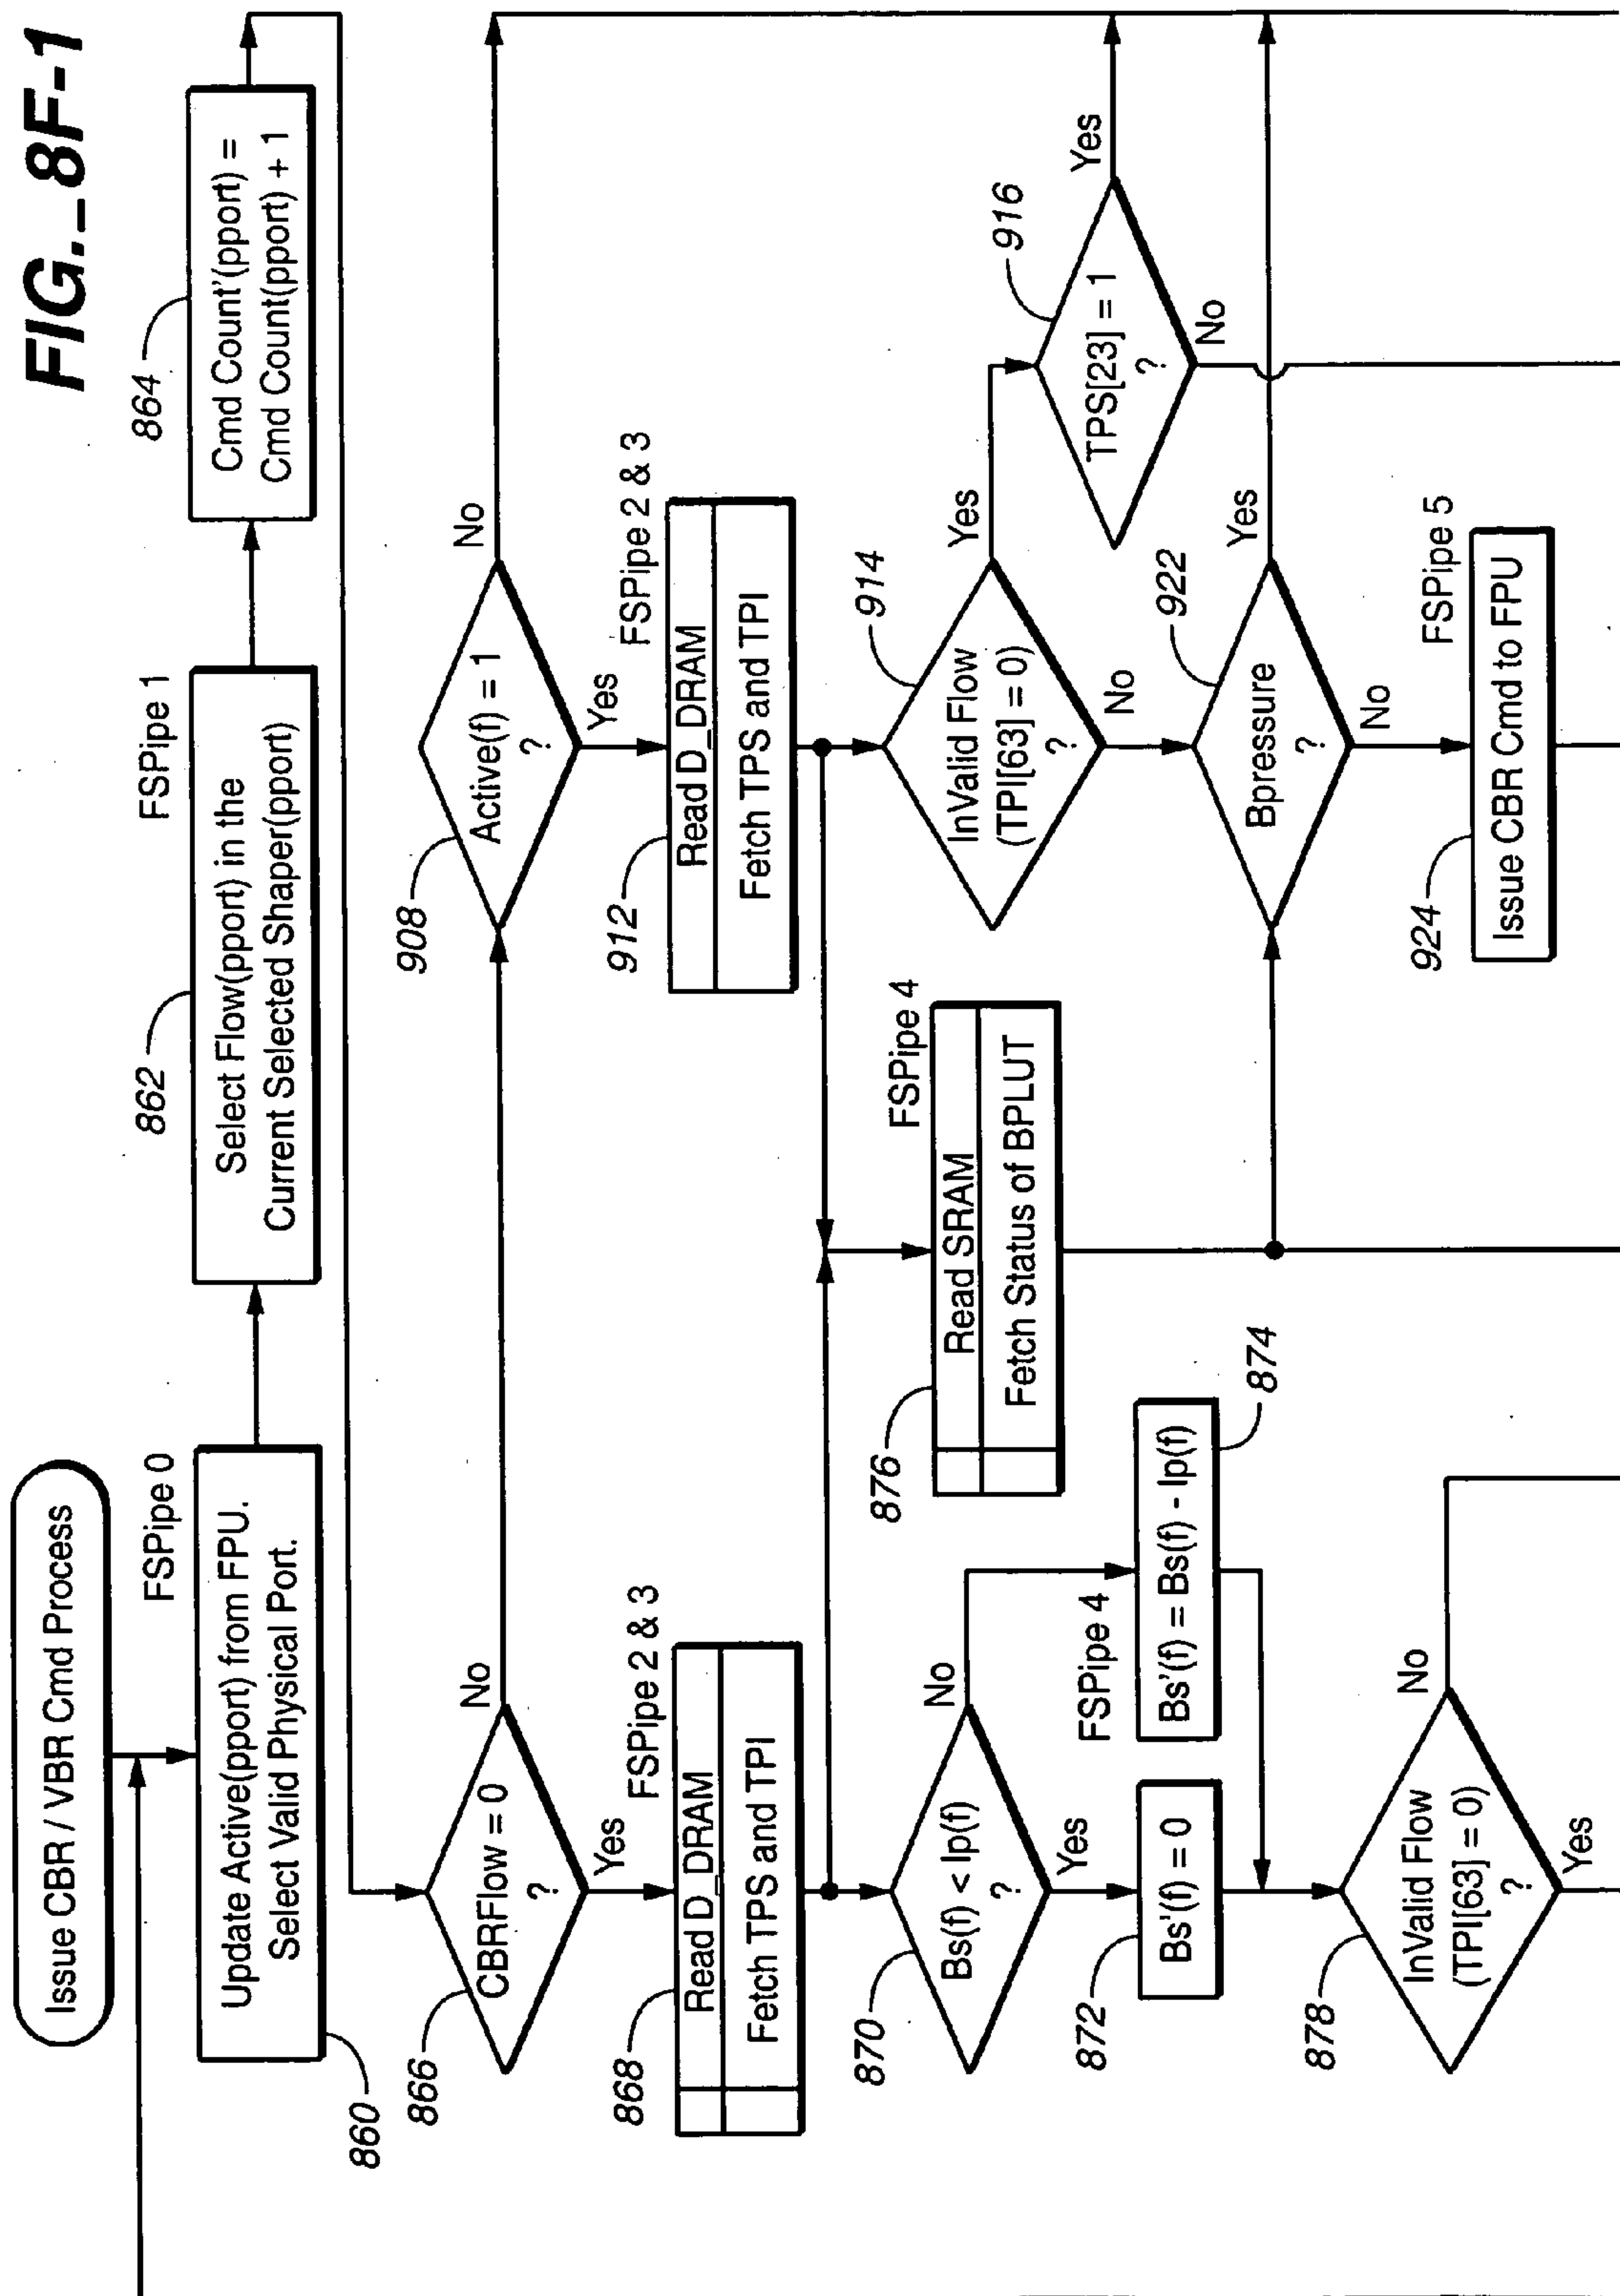 FIG._8F-1
Issue CBR / VBR Cmd Process
FSPipe 0
Update Active(pport) from FPU.
Select Valid Physical Port.
860
FSPipe 1
862
Select Flow(pport) in the
Current Selected Shaper(pport)
864
Cmd Count'(pport) =
Cmd Count(pport) + 1
866
CBRFlow = 0
?
No
Yes
908
Active(f) = 1
?
No
Yes
FSPipe 2 & 3
868
Read D_DRAM
Fetch TPS and TPI
FSPipe 2 & 3
912
Read D_DRAM
Fetch TPS and TPI
870
Bs(f) < Ip(f)
?
No
Yes
FSPipe 4
876
Read SRAM
Fetch Status of BPLUT
914
InValid Flow
(TPI[63] = 0)
?
Yes
No
916
TPS[23] = 1
?
Yes
No
872
Bs'(f) = 0
FSPipe 4
Bs'(f) = Bs(f) - Ip(f)
874
922
Bpressure
?
Yes
No
878
InValid Flow
(TPI[63] = 0)
?
No
Yes
FSPipe 5
924
Issue CBR Cmd to FPU